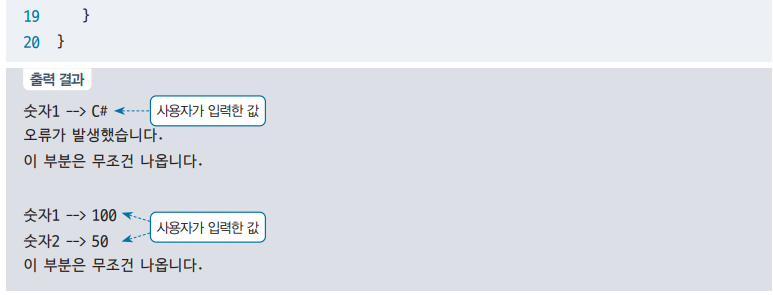 19 }
20 }
출력 결과
숫자1 --> C# 사용자가 입력한 값
오류가 발생했습니다.
이 부분은 무조건 나옵니다.
숫자1 --> 100
사용자가 입력한 값
숫자2 --> 50
이 부분은 무조건 나옵니다.